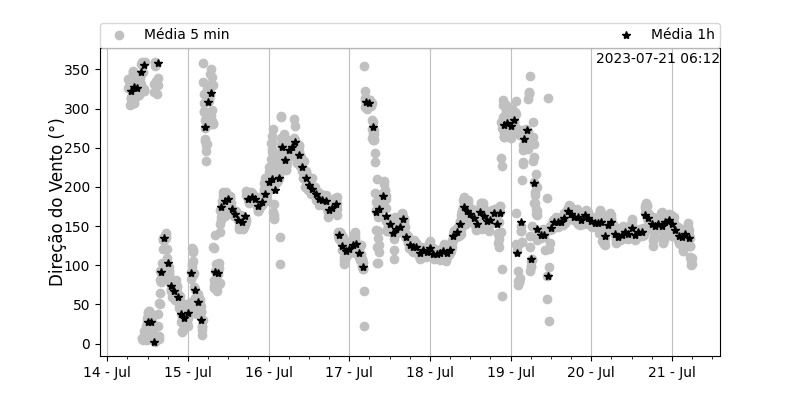 Média 5 min
Média 1h
2023-07-21 06:12
Direção do Vento (°)
350
300
250
200
150
100
50
0
14 - Jul
15 - Jul
16 - Jul
17 - Jul
18 - Jul
19 - Jul
20 - Jul
21 - Jul